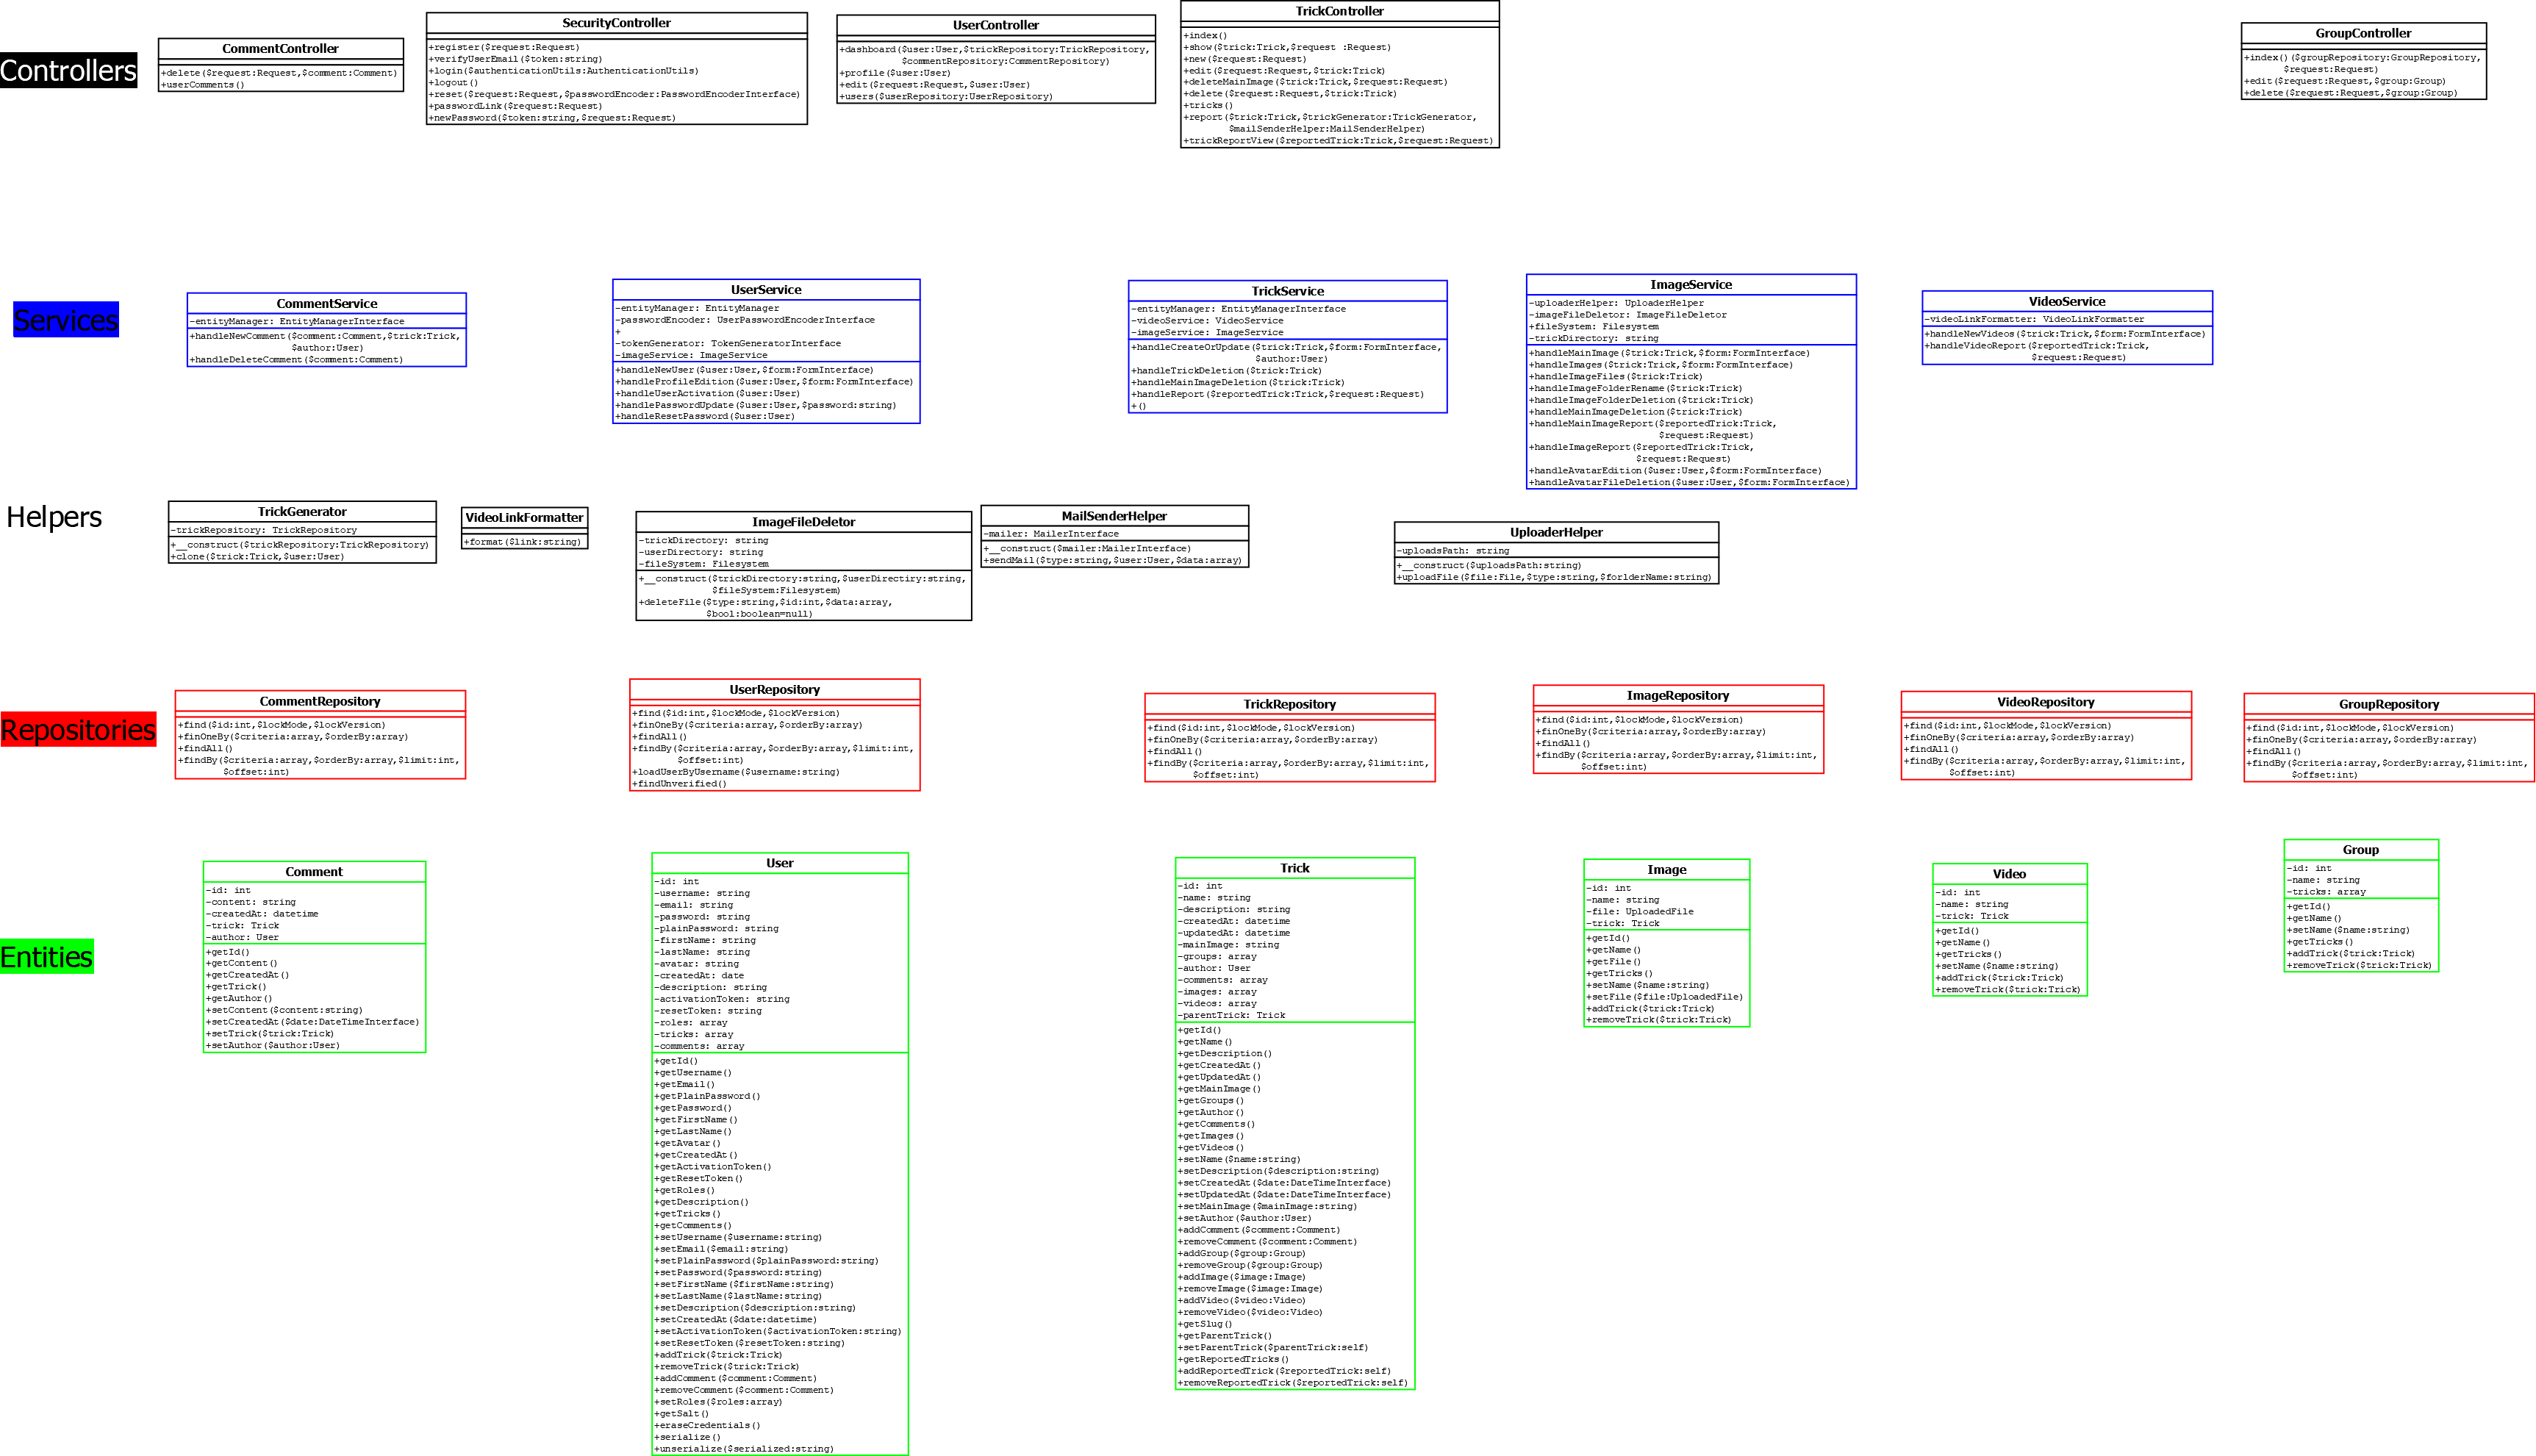 Controllers
CommentController
+delete($request:Request,$comment:Comment)
+userComments()
SecurityController
+register($request:Request)
+verifyUserEmail($token:string)
+login($authenticationUtils:AuthenticationUtils)
+logout()
+reset($request:Request,$passwordEncoder:PasswordEncoderInterface)
+passwordLink($request:Request)
+newPassword($token:string,$request:Request)
UserController
+dashboard($user:User,$trickRepository:TrickRepository,
$commentRepository:CommentRepository)
+profile($user:User)
+edit($request:Request,$user:User)
+users($userRepository:UserRepository)
TrickController
+index()
+show($trick:Trick,$request :Request)
+new($request:Request)
+edit($request:Request,$trick:Trick)
+deleteMainImage($trick:Trick,$request:Request)
+delete($request:Request,$trick:Trick)
+tricks()
+report($trick:Trick,$trickGenerator:TrickGenerator,
$mailSenderHelper:MailSenderHelper)
+trickReportView($reportedTrick:Trick,$request:Request)
GroupController
+index()($groupRepository:GroupRepository,
$request:Request)
+edit($request:Request,$group:Group)
+delete($request:Request,$group:Group)
Services
CommentService
-entityManager: EntityManagerInterface
+handleNewComment($comment:Comment,$trick:Trick,
$author:User)
+handleDeleteComment($comment:Comment)
UserService
-entityManager: EntityManager
-passwordEncoder: UserPasswordEncoderInterface
+
-tokenGenerator: TokenGeneratorInterface
-imageService: ImageService
+handleNewUser($user:User,$form:FormInterface)
+handleProfileEdition($user:User,$form:FormInterface)
+handleUserActivation($user:User)
+handlePasswordUpdate($user:User,$password:string)
+handleResetPassword($user:User)
TrickService
-entityManager: EntityManagerInterface
-videoService: VideoService
-imageService: ImageService
+handleCreateOrUpdate($trick:Trick,$form:FormInterface,
$author:User)
+handleTrickDeletion($trick:Trick)
+handleMainImageDeletion($trick:Trick)
+handleReport($reportedTrick:Trick,$request:Request)
+()
ImageService
-uploaderHelper: UploaderHelper
-imageFileDeletor: ImageFileDeletor
+fileSystem: Filesystem
-trickDirectory: string
+handleMainImage($trick:Trick,$form:FormInterface)
+handleImages($trick:Trick,$form:FormInterface)
+handleImageFiles($trick:Trick)
+handleImageFolderRename($trick:Trick)
+handleImageFolderDeletion($trick:Trick)
+handleMainImageDeletion($trick:Trick)
+handleMainImageReport($reportedTrick:Trick,
$request:Request)
+handleImageReport($reportedTrick:Trick,
$request:Request)
+handleAvatarEdition($user:User,$form:FormInterface)
+handleAvatarFileDeletion($user:User,$form:FormInterface)
VideoService
-videoLinkFormatter: VideoLinkFormatter
+handleNewVideos($trick:Trick,$form:FormInterface)
+handleVideoReport($reportedTrick:Trick,
$request:Request)
Helpers
TrickGenerator
-trickRepository: TrickRepository
+__construct($trickRepository:TrickRepository)
+clone($trick:Trick,$user:User)
VideoLinkFormatter
+format($link:string)
ImageFileDeletor
-trickDirectory: string
-userDirectory: string
-fileSystem: Filesystem
+__construct($trickDirectory:string,$userDirectiry:string,
$fileSystem:Filesystem)
+deleteFile($type:string,$id:int,$data:array,
$bool:boolean=null)
MailSenderHelper
-mailer: MailerInterface
+__construct($mailer:MailerInterface)
+sendMail($type:string,$user:User,$data:array)
UploaderHelper
-uploadsPath: string
+__construct($uploadsPath:string)
+uploadFile($file:File,$type:string,$forlderName:string)
Repositories
CommentRepository
+find($id:int,$lockMode,$lockVersion)
+finOneBy($criteria:array,$orderBy:array)
+findAll()
+findBy($criteria:array,$orderBy:array,$limit:int,
$offset:int)
UserRepository
+find($id:int,$lockMode,$lockVersion)
+finOneBy($criteria:array,$orderBy:array)
+findAll()
+findBy($criteria:array,$orderBy:array,$limit:int,
$offset:int)
+loadUserByUsername($username:string)
+findUnverified()
TrickRepository
+find($id:int,$lockMode,$lockVersion)
+finOneBy($criteria:array,$orderBy:array)
+findAll()
+findBy($criteria:array,$orderBy:array,$limit:int,
$offset:int)
ImageRepository
+find($id:int,$lockMode,$lockVersion)
+finOneBy($criteria:array,$orderBy:array)
+findAll()
+findBy($criteria:array,$orderBy:array,$limit:int,
$offset:int)
VideoRepository
+find($id:int,$lockMode,$lockVersion)
+finOneBy($criteria:array,$orderBy:array)
+findAll()
+findBy($criteria:array,$orderBy:array,$limit:int,
$offset:int)
GroupRepository
+find($id:int,$lockMode,$lockVersion)
+finOneBy($criteria:array,$orderBy:array)
+findAll()
+findBy($criteria:array,$orderBy:array,$limit:int,
$offset:int)
Entities
Comment
-id: int
-content: string
-createdAt: datetime
-trick: Trick
-author: User
+getId()
+getContent()
+getCreatedAt()
+getTrick()
+getAuthor()
+setContent($content:string)
+setCreatedAt($date:DateTimeInterface)
+setTrick($trick:Trick)
+setAuthor($author:User)
User
-id: int
-username: string
-email: string
-password: string
-plainPassword: string
-firstName: string
-lastName: string
-avatar: string
-createdAt: date
-description: string
-activationToken: string
-resetToken: string
-roles: array
-tricks: array
-comments: array
+getId()
+getUsername()
+getEmail()
+getPlainPassword()
+getPassword()
+getFirstName()
+getLastName()
+getAvatar()
+getCreatedAt()
+getActivationToken()
+getResetToken()
+getRoles()
+getDescription()
+getTricks()
+getComments()
+setUsername($username:string)
+setEmail($email:string)
+setPlainPassword($plainPassword:string)
+setPassword($password:string)
+setFirstName($firstName:string)
+setLastName($lastName:string)
+setDescription($description:string)
+setCreatedAt($date:datetime)
+setActivationToken($activationToken:string)
+setResetToken($resetToken:string)
+addTrick($trick:Trick)
+removeTrick($trick:Trick)
+addComment($comment:Comment)
+removeComment($comment:Comment)
+setRoles($roles:array)
+getSalt()
+eraseCredentials()
+serialize()
+unserialize($serialized:string)
Trick
-id: int
-name: string
-description: string
-createdAt: datetime
-updatedAt: datetime
-mainImage: string
-groups: array
-author: User
-comments: array
-images: array
-videos: array
-parentTrick: Trick
+getId()
+getName()
+getDescription()
+getCreatedAt()
+getUpdatedAt()
+getMainImage()
+getGroups()
+getAuthor()
+getComments()
+getImages()
+getVideos()
+setName($name:string)
+setDescription($description:string)
+setCreatedAt($date:DateTimeInterface)
+setUpdatedAt($date:DateTimeInterface)
+setMainImage($mainImage:string)
+setAuthor($author:User)
+addComment($comment:Comment)
+removeComment($comment:Comment)
+addGroup($group:Group)
+removeGroup($group:Group)
+addImage($image:Image)
+removeImage($image:Image)
+addVideo($video:Video)
+removeVideo($video:Video)
+getSlug()
+getParentTrick()
+setParentTrick($parentTrick:self)
+getReportedTricks()
+addReportedTrick($reportedTrick:self)
+removeReportedTrick($reportedTrick:self)
Image
-id: int
-name: string
-file: UploadedFile
-trick: Trick
+getId()
+getName()
+getFile()
+getTricks()
+setName($name:string)
+setFile($file:UploadedFile)
+addTrick($trick:Trick)
+removeTrick($trick:Trick)
Video
-id: int
-name: string
-trick: Trick
+getId()
+getName()
+getTricks()
+setName($name:string)
+addTrick($trick:Trick)
+removeTrick($trick:Trick)
Group
-id: int
-name: string
-tricks: array
+getId()
+getName()
+setName($name:string)
+getTricks()
+addTrick($trick:Trick)
+removeTrick($trick:Trick)